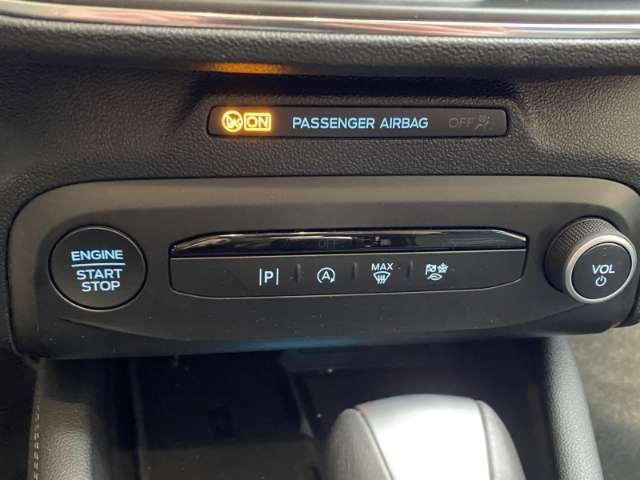 ON PASSENGER AIRBAG OFF
ENGINE
START
STOP
OFF
|P|
A
MAX
VOL